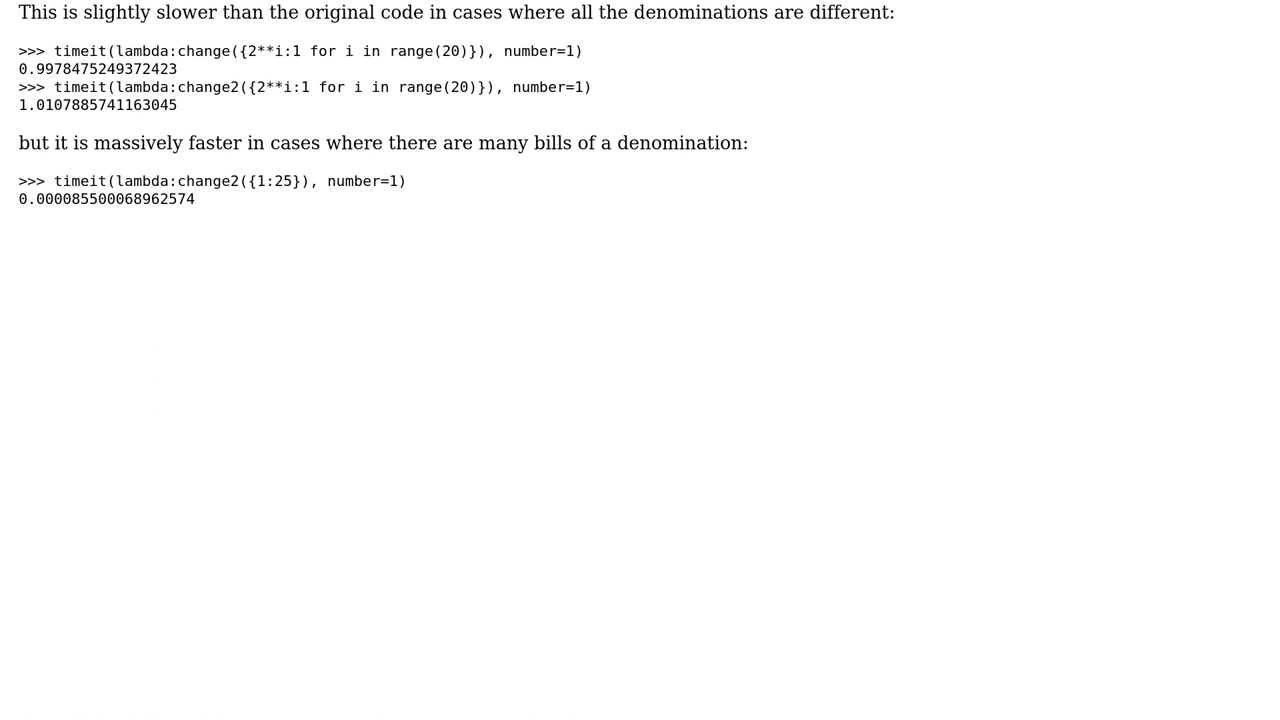 This is slightly slower than the original code in cases where all the denominations are different:
>>> timeit(lambda:change({2**i:1 for i in range(20)}), number=1)
0.9978475249372423
>>> timeit(lambda:change2({2**i:1 for i in range(20)}), number=1)
1.0107885741163045
but it is massively faster in cases where there are many bills of a denomination:
>>> timeit(lambda:change2({1:25}), number=1)
0.000085500068962574